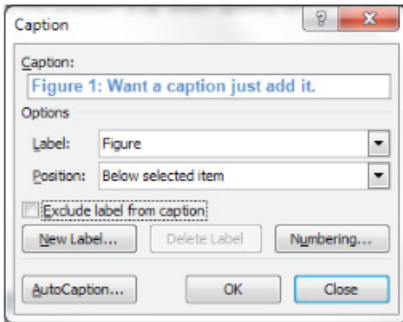 Caption
Caption:
Figure 1: Want a caption just add it.
Options
Label: Figure
Position: Below selected item
Exclude label from caption
New Label... Delete Label Numbering...
AutoCaption... OK Close